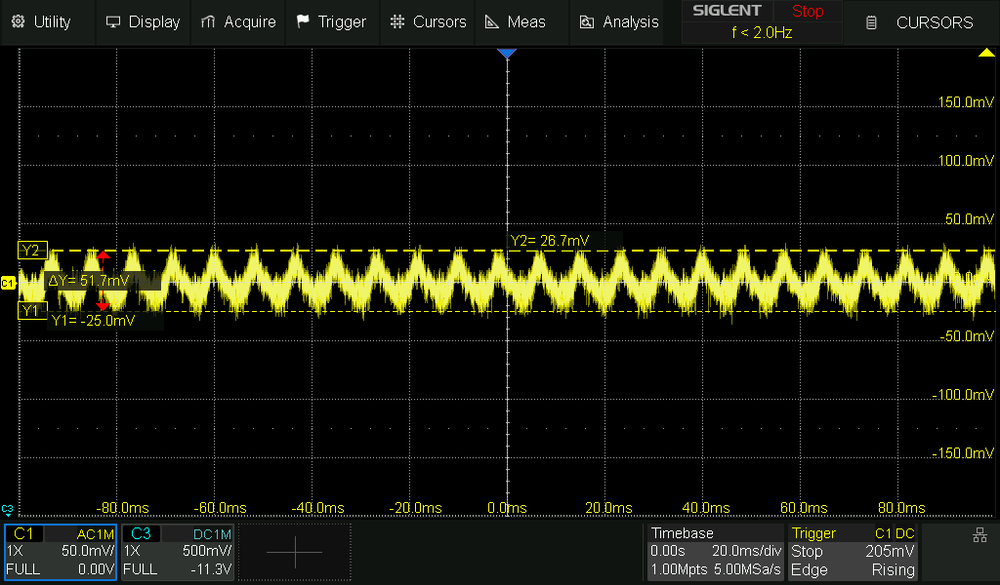 Utility
Display
Acquire
Trigger
Cursors
Meas
Analysis
SIGLENT
Stop
f < 2.0Hz
CURSORS
150.0mV
100.0mV
50.0mV
Y2
Y2= 26.7mV
C1
ΔY= 51.7mV
Y1
Y1= -25.0mV
-50.0mV
-100.0mV
-150.0mV
C3
-80.0ms
-60.0ms
-40.0ms
-20.0ms
0.0ms
20.0ms
40.0ms
60.0ms
80.0ms
C1 AC1M
1X 50.0mV/
FULL 0.00V
C3 DC1M
1X 500mV/
FULL -11.3V
Timebase
0.00s 20.0ms/div
1.00Mpts 5.00MSa/s
Trigger C1 DC
Stop 205mV
Edge Rising